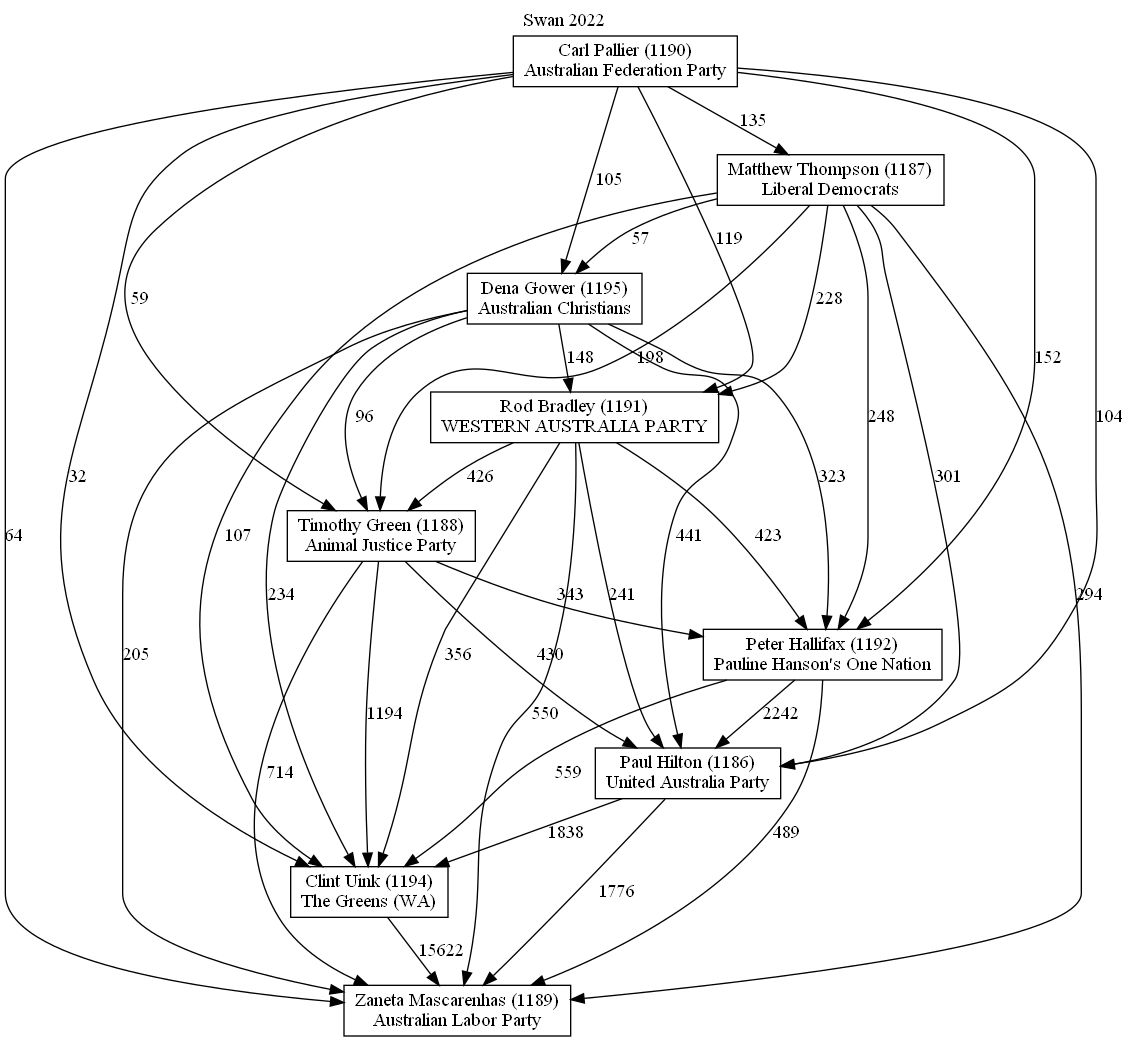 Swan 2022
Carl Pallier (1190)
Australian Federation Party
135
Matthew Thompson (1187)
Liberal Democrats
105
57
119
Dena Gower (1195)
Australian Christians
59
228
148
198
152
Rod Bradley (1191)
WESTERN AUSTRALIA PARTY
96
248
104
32
426
323
301
Timothy Green (1188)
Animal Justice Party
64
107
441
423
234
343
241
294
Peter Hallifax (1192)
Pauline Hanson's One Nation
205
356
430
1194
550
2242
Paul Hilton (1186)
United Australia Party
714
559
1838
489
Clint Uink (1194)
The Greens (WA)
1776
15622
Zaneta Mascarenhas (1189)
Australian Labor Party